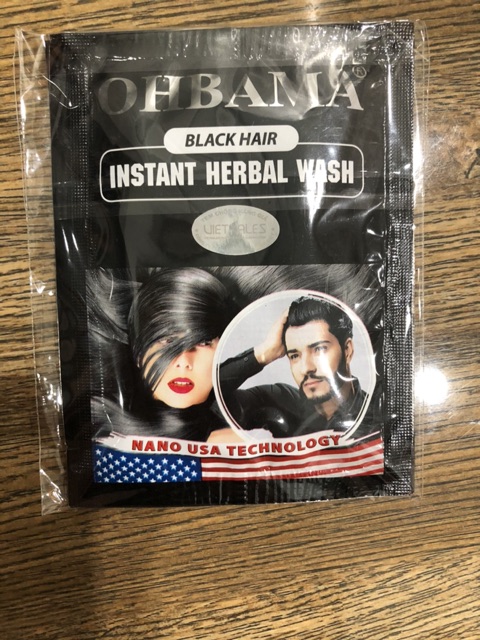 OHBAMA®
BLACK HAIR
INSTANT HERBAL WASH
NANO USA TECHNOLOGY